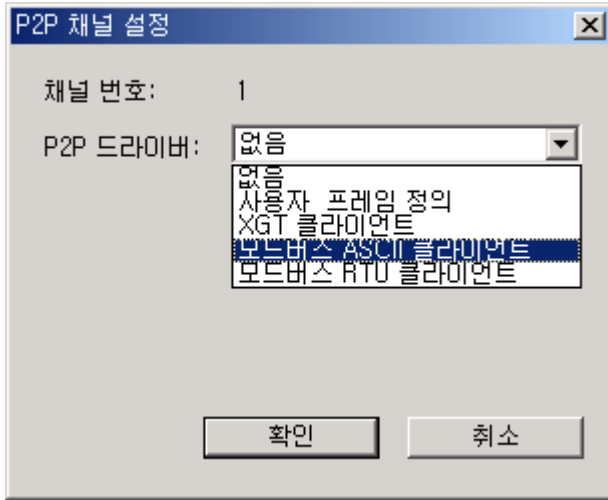 P2P 채널 설정
채널 번호: 1
P2P 드라이버: 없음
없음
사용자 프레임 정의
XGT 클라이언트
모드버스 ASCII 클라이언트
모드버스 RTU 클라이언트
확인 취소